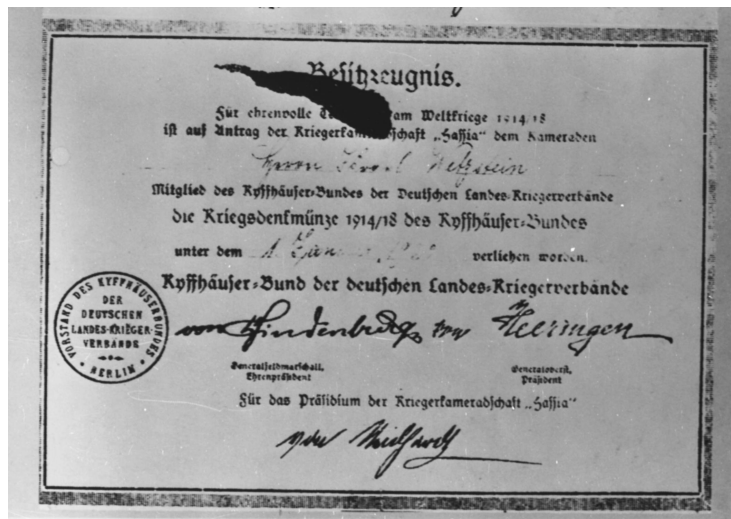 Besitzeugnis.
Für ehrenvolle am Weltkriege 1914/18
ist auf Antrag der Kriegerkameradschaft „Hassia“ dem Kameraden
Herrn
Mitglied des Kyffhäuser-Bundes der Deutschen Landes-Kriegerverbände
die Kriegsdenkmünze 1914/18 des Kyffhäuser-Bundes
unter dem 1. verliehen worden.
Kyffhäuser-Bund der deutschen Landes-Kriegerverbände
VORSTAND DES KYFFHÄUSERBUNDES
DER
DEUTSCHEN
LANDES-KRIEGER-
VERBÄNDE
BERLIN
von Hindenburg von Heeringen
Generalfeldmarschall, Generaloberst,
Ehrenpräsident Präsident
Für das Präsidium der Kriegerkameradschaft „Hassia“